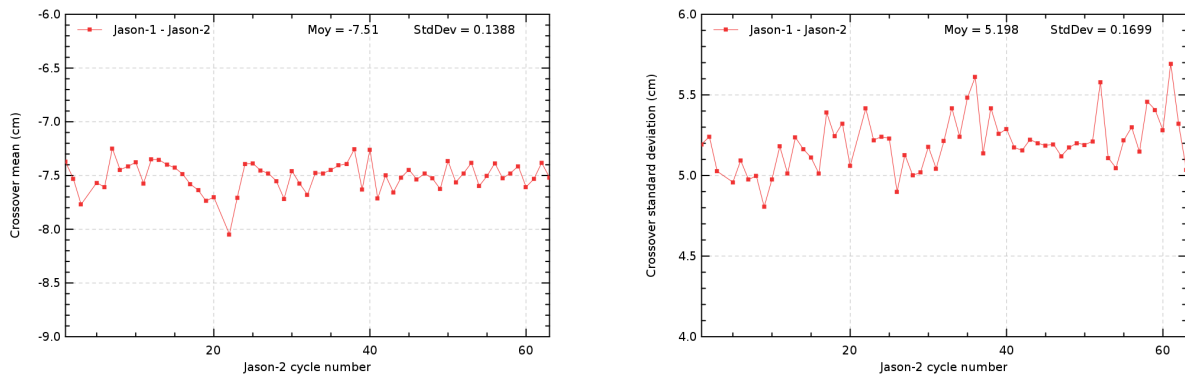 Jason-1 - Jason-2 Moy = -7.51 StdDev = 0.1388
Crossover mean (cm)
-6.0
-6.5
-7.0
-7.5
-8.0
-8.5
-9.0
20 40 60
Jason-2 cycle number
Jason-1 - Jason-2 Moy = 5.198 StdDev = 0.1699
Crossover standard deviation (cm)
6.0
5.5
5.0
4.5
4.0
20 40 60
Jason-2 cycle number